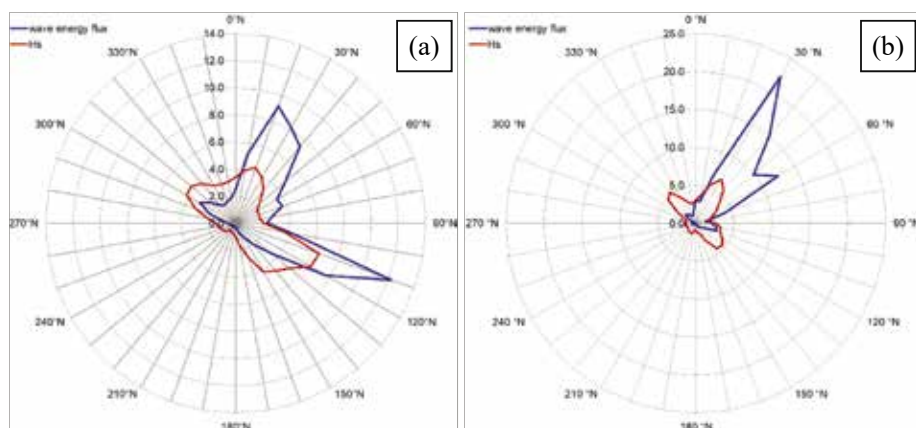 wave energy flux
Hs
(a)
0°N
30°N
60°N
90°N
120°N
150°N
180°N
210°N
240°N
270°N
300°N
330°N
14.0
12.0
10.0
8.0
6.0
4.0
2.0
0.0
wave energy flux
Hs
(b)
0 °N
30 °N
60 °N
90 °N
120 °N
150 °N
180 °N
210 °N
240 °N
270 °N
300 °N
330 °N
25.0
20.0
15.0
10.0
5.0
0.0